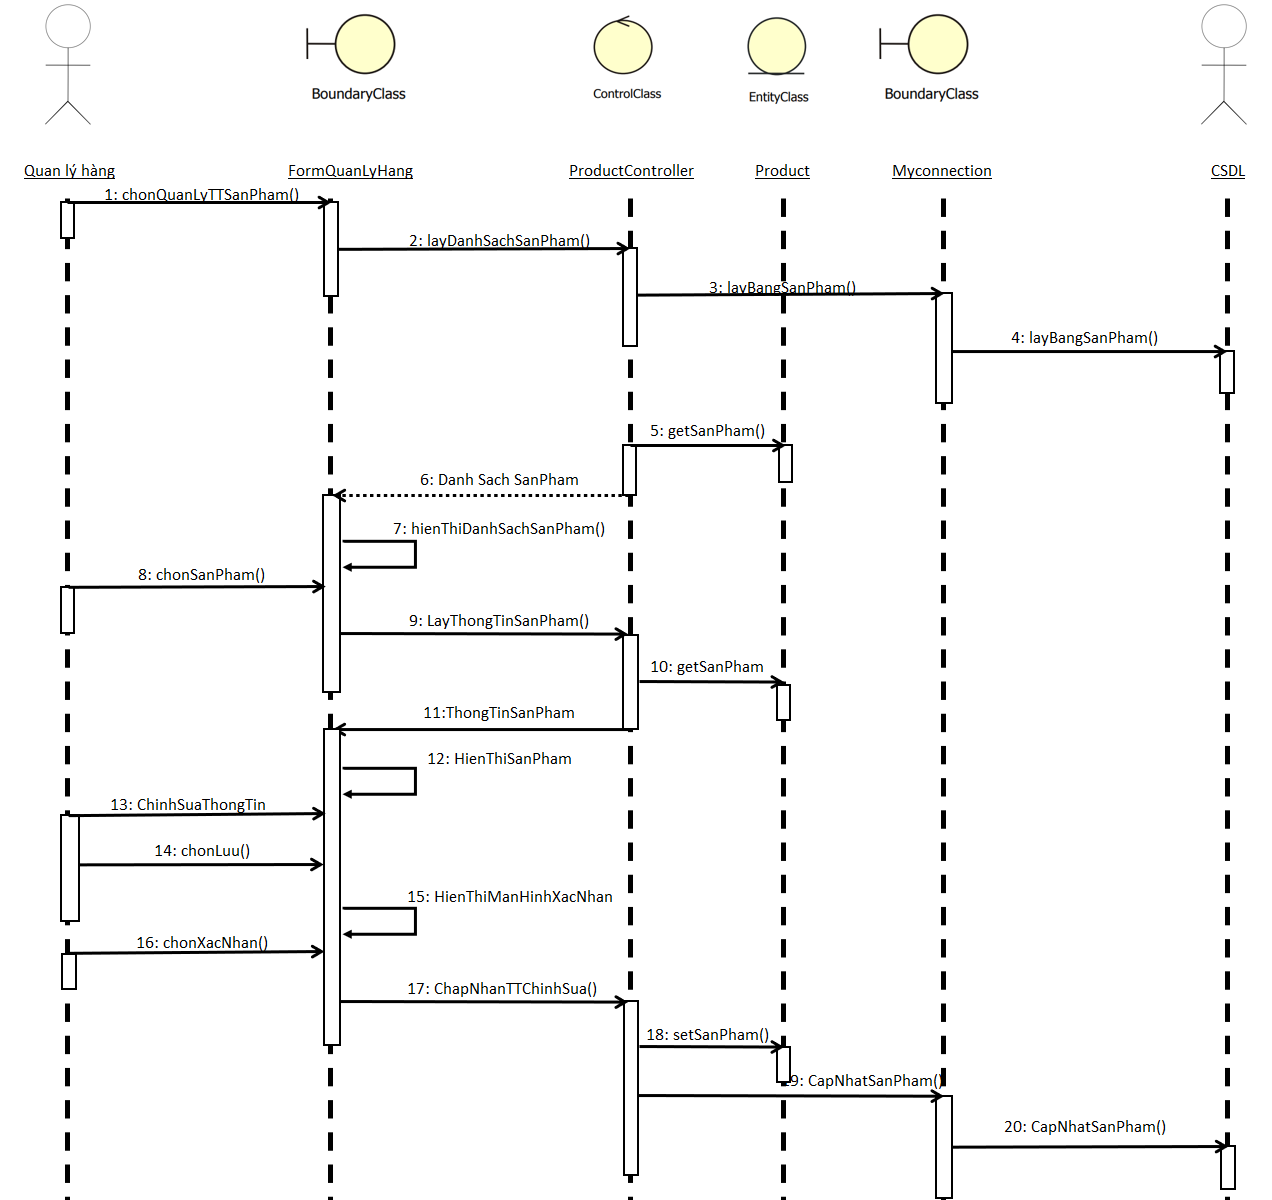 BoundaryClass
ControlClass
EntityClass
BoundaryClass
Quan lý hàng
FormQuanLyHang
ProductController
Product
Myconnection
CSDL
1: chonQuanLyTTSanPham()
2: layDanhSachSanPham()
3: layBangSanPham()
4: layBangSanPham()
5: getSanPham()
6: Danh Sach SanPham
7: hienThiDanhSachSanPham()
8: chonSanPham()
9: LayThongTinSanPham()
10: getSanPham
11:ThongTinSanPham
12: HienThiSanPham
13: ChinhSuaThongTin
14: chonLuu()
15: HienThiManHinhXacNhan
16: chonXacNhan()
17: ChapNhanTTChinhSua()
18: setSanPham()
19: CapNhatSanPham()
20: CapNhatSanPham()